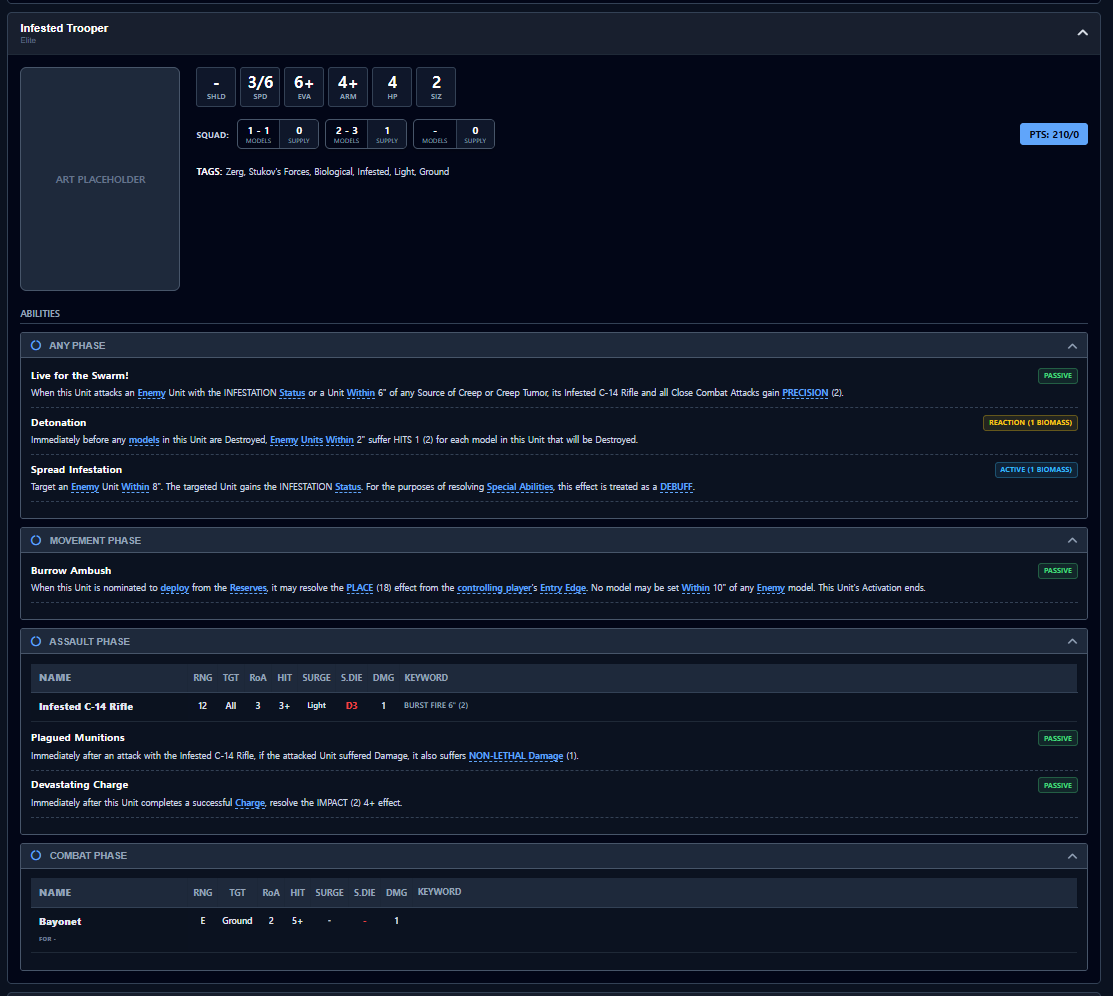 Infested Trooper
Elite
ART PLACEHOLDER
- 3/6 6+ 4+ 4 2
SHLD SPD EVA ARM HP SIZ
SQUAD: 1 - 1 MODELS 0 SUPPLY 2 - 3 MODELS 1 SUPPLY - MODELS 0 SUPPLY
PTS: 210/0
TAGS: Zerg, Stukov's Forces, Biological, Infested, Light, Ground
ABILITIES
ANY PHASE
Live for the Swarm! PASSIVE
When this Unit attacks an Enemy Unit with the INFESTATION Status or a Unit Within 6" of any Source of Creep or Creep Tumor, its Infested C-14 Rifle and all Close Combat Attacks gain PRECISION (2).
Detonation REACTION (1 BIOMASS)
Immediately before any models in this Unit are Destroyed, Enemy Units Within 2" suffer HITS 1 (2) for each model in this Unit that will be Destroyed.
Spread Infestation ACTIVE (1 BIOMASS)
Target an Enemy Unit Within 8". The targeted Unit gains the INFESTATION Status. For the purposes of resolving Special Abilities, this effect is treated as a DEBUFF.
MOVEMENT PHASE
Burrow Ambush PASSIVE
When this Unit is nominated to deploy from the Reserves, it may resolve the PLACE (18) effect from the controlling player's Entry Edge. No model may be set Within 10" of any Enemy model. This Unit's Activation ends.
ASSAULT PHASE
NAME RNG TGT RoA HIT SURGE S.DIE DMG KEYWORD
Infested C-14 Rifle 12 All 3 3+ Light D3 1 BURST FIRE 6" (2)
Plagued Munitions PASSIVE
Immediately after an attack with the Infested C-14 Rifle, if the attacked Unit suffered Damage, it also suffers NON-LETHAL Damage (1).
Devastating Charge PASSIVE
Immediately after this Unit completes a successful Charge, resolve the IMPACT (2) 4+ effect.
COMBAT PHASE
NAME RNG TGT RoA HIT SURGE S.DIE DMG KEYWORD
Bayonet E Ground 2 5+ - - 1
FOR -